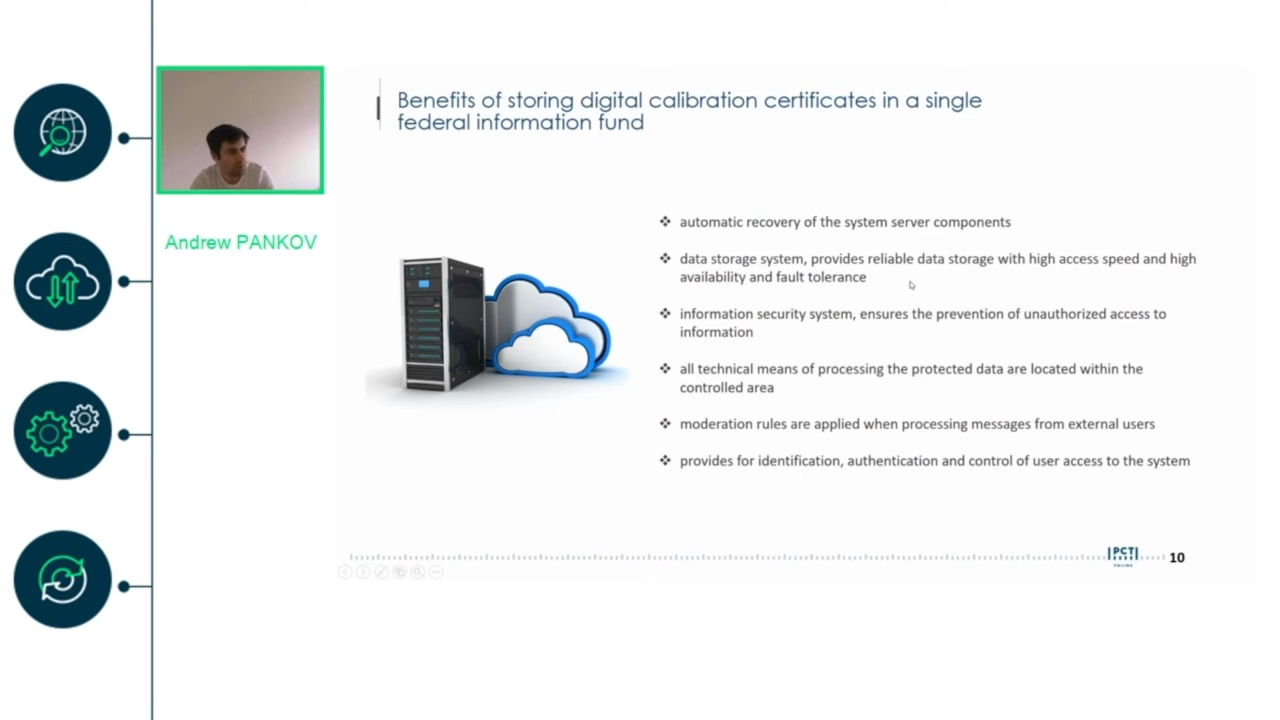 Benefits of storing digital calibration certificates in a single
federal information fund
Andrew PANKOV
❖ automatic recovery of the system server components
❖ data storage system, provides reliable data storage with high access speed and high
availability and fault tolerance
❖ information security system, ensures the prevention of unauthorized access to
information
❖ all technical means of processing the protected data are located within the
controlled area
❖ moderation rules are applied when processing messages from external users
❖ provides for identification, authentication and control of user access to the system
РСТ
10